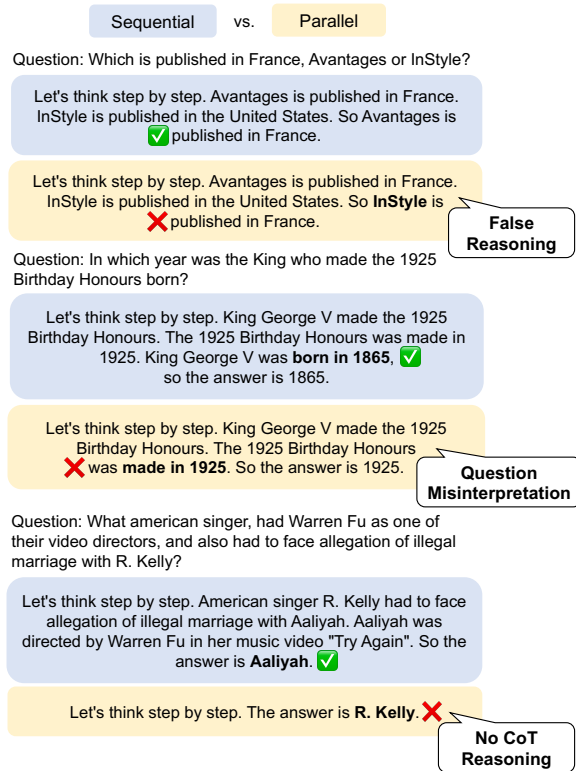 Sequential vs. Parallel
Question: Which is published in France, Avantages or InStyle?
Let's think step by step. Avantages is published in France.
InStyle is published in the United States. So Avantages is
published in France.
Let's think step by step. Avantages is published in France.
InStyle is published in the United States. So InStyle is
published in France.
False
Reasoning
Question: In which year was the King who made the 1925
Birthday Honours born?
Let's think step by step. King George V made the 1925
Birthday Honours. The 1925 Birthday Honours was made in
1925. King George V was born in 1865,
so the answer is 1865.
Let's think step by step. King George V made the 1925
Birthday Honours. The 1925 Birthday Honours
was made in 1925. So the answer is 1925.
Question
Misinterpretation
Question: What american singer, had Warren Fu as one of
their video directors, and also had to face allegation of illegal
marriage with R. Kelly?
Let's think step by step. American singer R. Kelly had to face
allegation of illegal marriage with Aaliyah. Aaliyah was
directed by Warren Fu in her music video "Try Again". So the
answer is Aaliyah.
Let's think step by step. The answer is R. Kelly.
No CoT
Reasoning